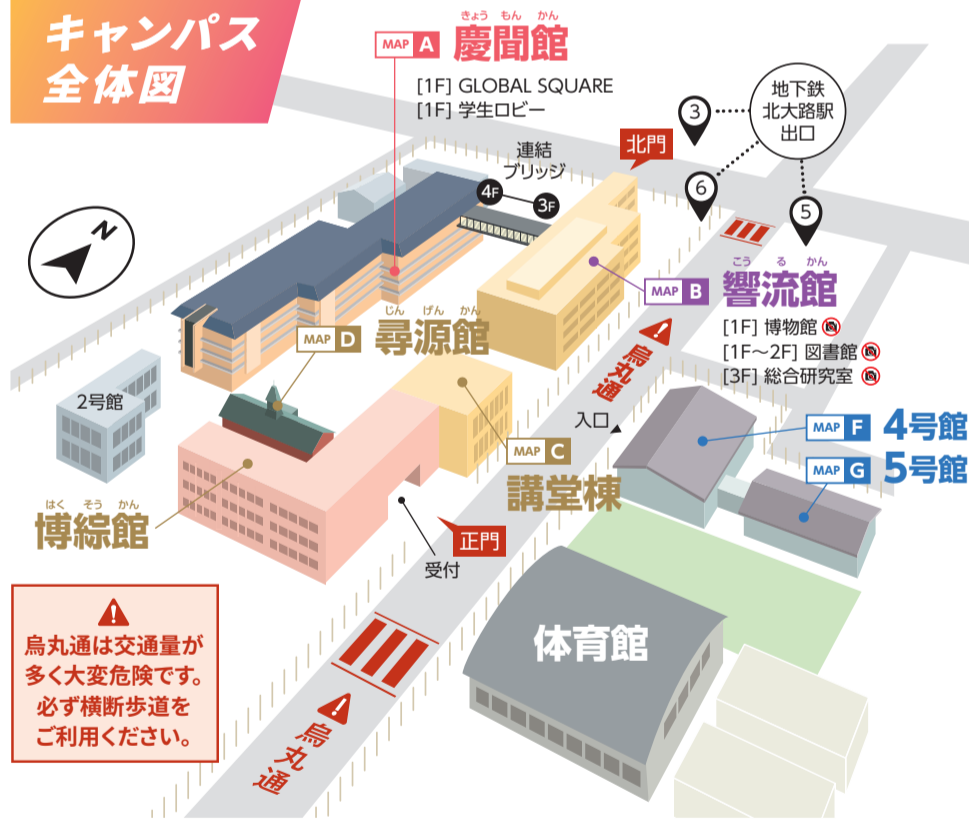 キャンパス
全体図
きょう もん かん
MAP A 慶聞館
[1F] GLOBAL SQUARE
[1F] 学生ロビー
連結
ブリッジ
4F
3F
北門
地下鉄
北大路駅
出口
3
6
5
N
こう る かん
MAP B 響流館
[1F] 博物館
[1F～2F] 図書館
[3F] 総合研究室
じん げん かん
MAP D 尋源館
烏丸通
2号館
入口
MAP F 4号館
MAP G 5号館
MAP C
講堂棟
はく そう かん
博綜館
正門
受付
体育館
烏丸通は交通量が
多く大変危険です。
必ず横断歩道を
ご利用ください。
烏丸通